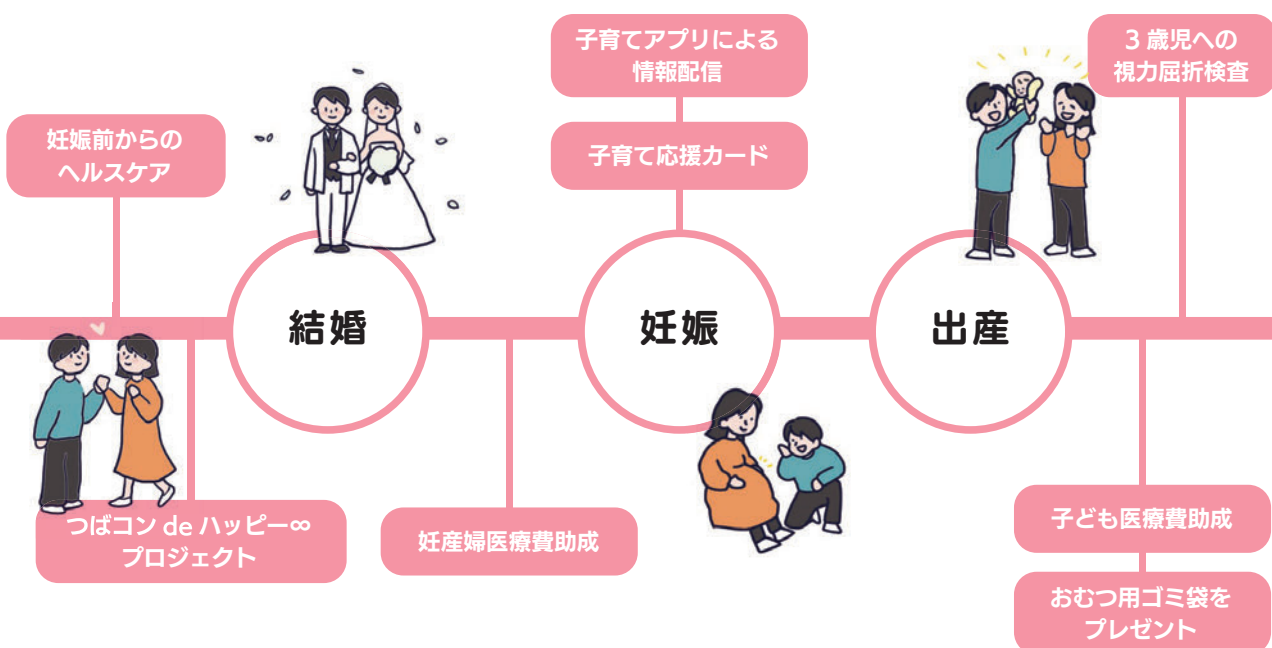 子育てアプリによる
情報配信
3 歳児への
視力屈折検査
妊娠前からの
ヘルスケア
子育て応援カード
結婚
妊娠
出産
つばコン de ハッピー∞
プロジェクト
妊産婦医療費助成
子ども医療費助成
おむつ用ゴミ袋を
プレゼント